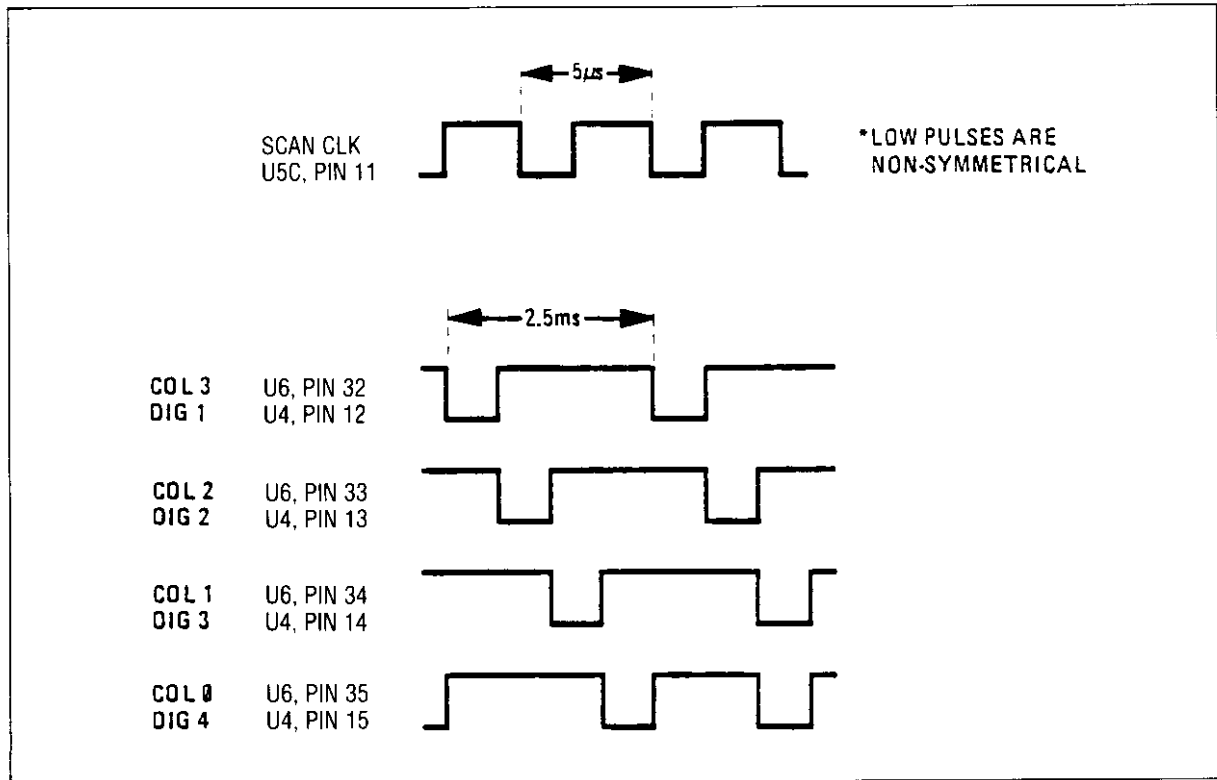 5µs
SCAN CLK
U5C, PIN 11
*LOW PULSES ARE
NON-SYMMETRICAL
2.5ms
COL 3 U6, PIN 32
DIG 1 U4, PIN 12
COL 2 U6, PIN 33
DIG 2 U4, PIN 13
COL 1 U6, PIN 34
DIG 3 U4, PIN 14
COL 0 U6, PIN 35
DIG 4 U4, PIN 15